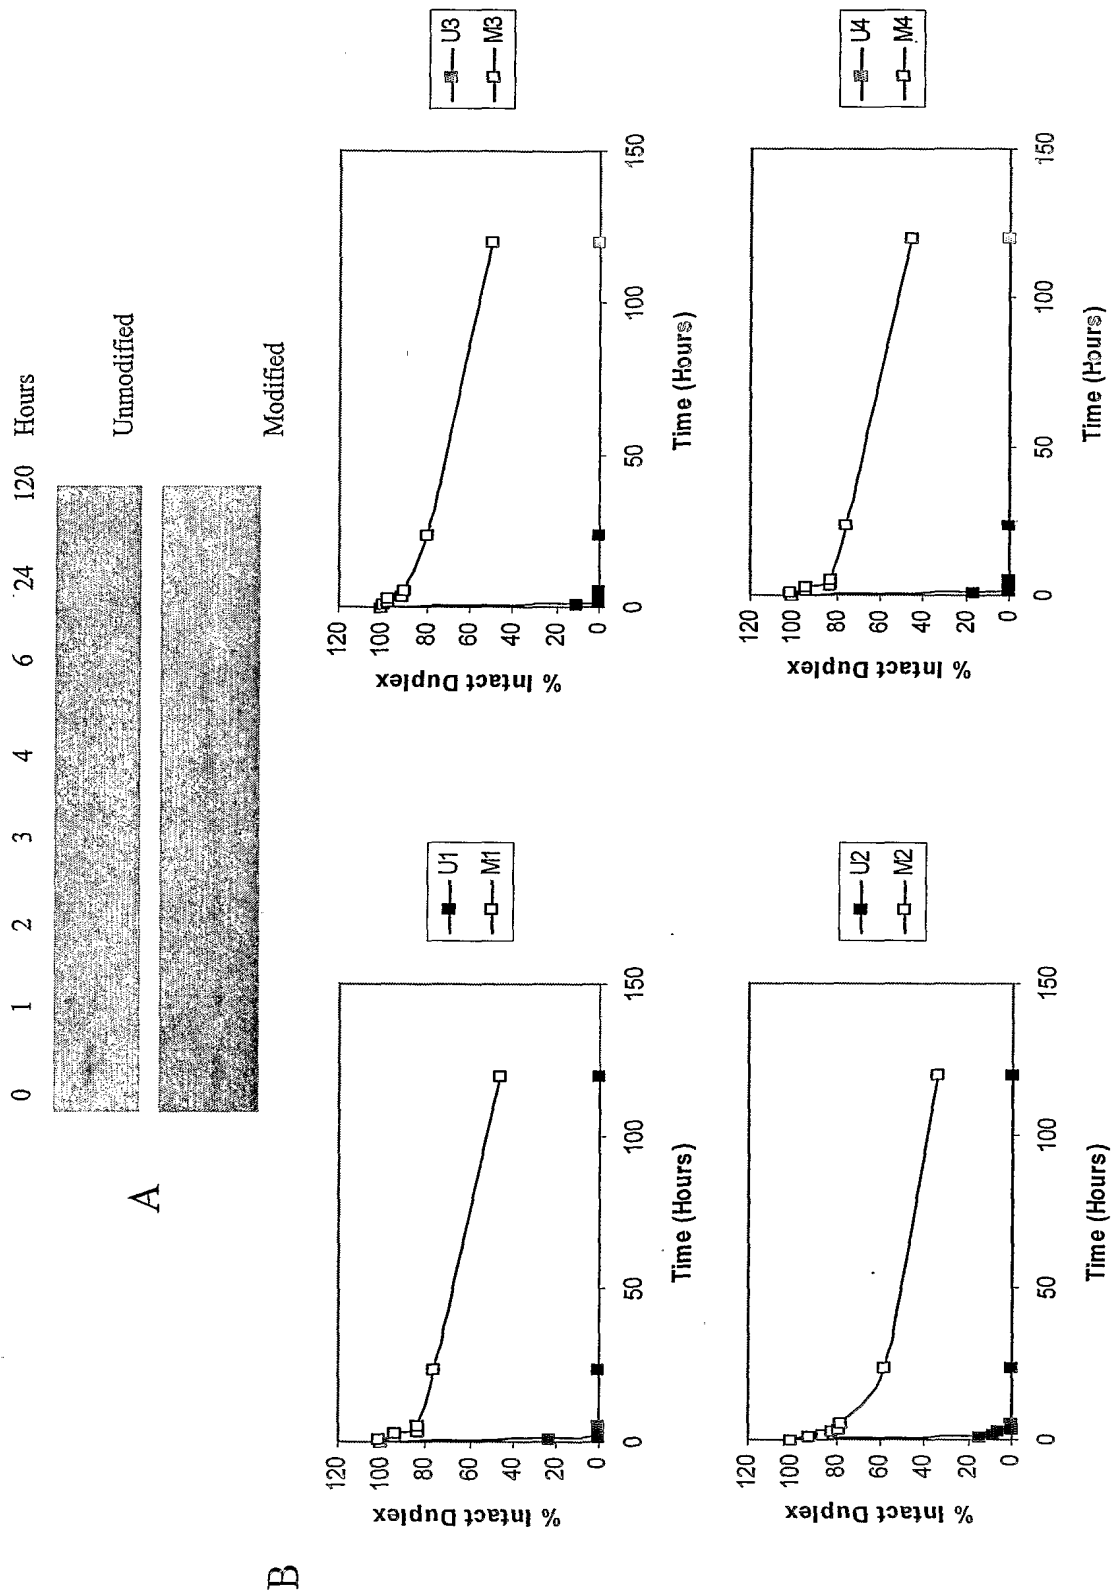 A
0 1 2 3 4 6 24 120 Hours
Unmodified
Modified
B
% Intact Duplex
120
100
80
60
40
20
0
0 50 100 150
Time (Hours)
U1
M1
% Intact Duplex
120
100
80
60
40
20
0
0 50 100 150
Time (Hours)
U3
M3
% Intact Duplex
120
100
80
60
40
20
0
0 50 100 150
Time (Hours)
U2
M2
% Intact Duplex
120
100
80
60
40
20
0
0 50 100 150
Time (Hours)
U4
M4